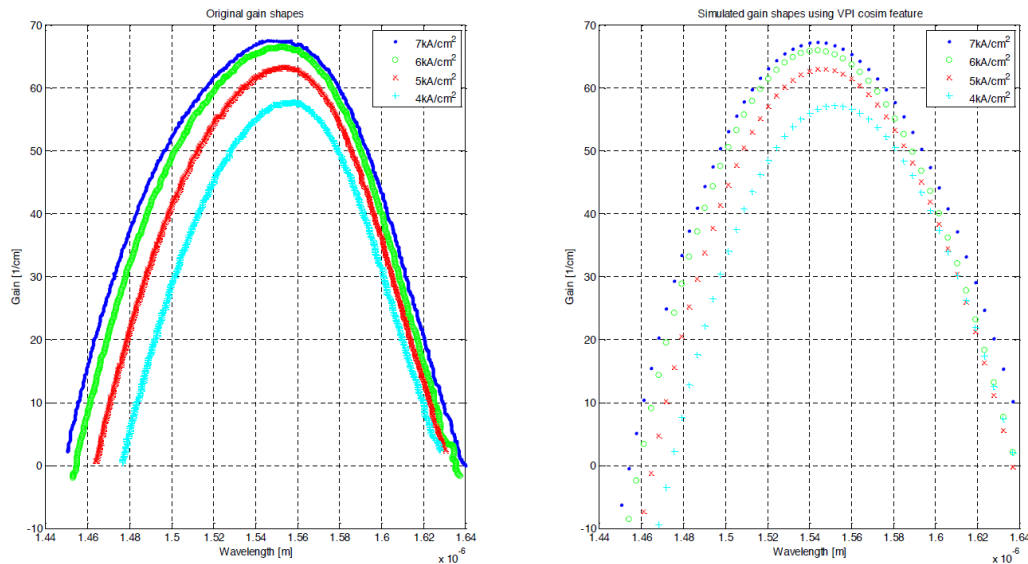 Original gain shapes
70
60
50
40
30
20
10
0
-10
Gain [1/cm]
7kA/cm²
6kA/cm²
5kA/cm²
4kA/cm²
1.44 1.46 1.48 1.5 1.52 1.54 1.56 1.58 1.6 1.62 1.64
Wavelength [m]
x 10⁻⁶
Simulated gain shapes using VPI cosim feature
70
60
50
40
30
20
10
0
-10
Gain [1/cm]
7kA/cm²
6kA/cm²
5kA/cm²
4kA/cm²
1.44 1.46 1.48 1.5 1.52 1.54 1.56 1.58 1.6 1.62 1.64
Wavelength [m]
x 10⁻⁶